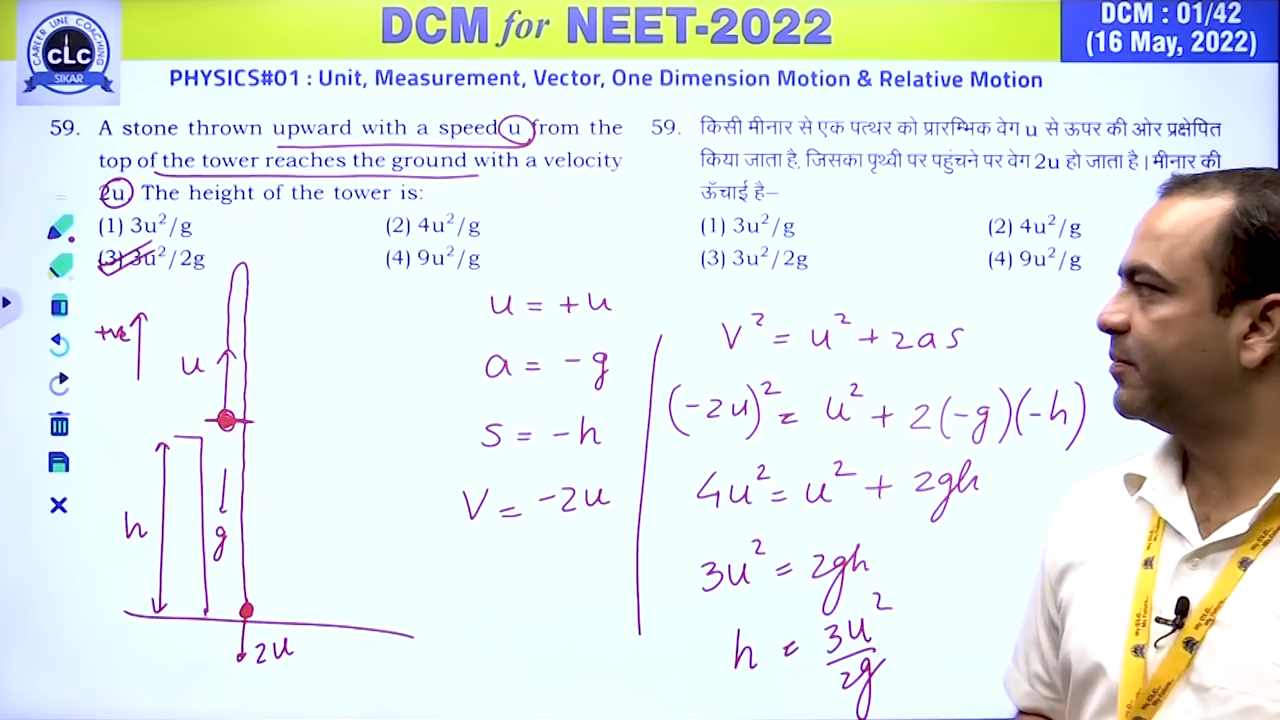 CAREER LINE COACHING
CLC
SIKAR
DCM for NEET-2022
DCM : 01/42
(16 May, 2022)
PHYSICS#01 : Unit, Measurement, Vector, One Dimension Motion & Relative Motion
59. A stone thrown upward with a speed u from the
top of the tower reaches the ground with a velocity
2u. The height of the tower is:
(1) 3u²/g (2) 4u²/g
(3) 3u²/2g (4) 9u²/g
59. किसी मीनार से एक पत्थर को प्रारम्भिक वेग u से ऊपर की ओर प्रक्षेपित
किया जाता है, जिसका पृथ्वी पर पहुंचने पर वेग 2u हो जाता है। मीनार की
ऊँचाई है–
(1) 3u²/g (2) 4u²/g
(3) 3u²/2g (4) 9u²/g
+ve
u
h
g
2u
u = +u
a = -g
s = -h
V = -2u
V² = u² + 2as
(-2u)² = u² + 2(-g)(-h)
4u² = u² + 2gh
3u² = 2gh
h = 3u²/2g